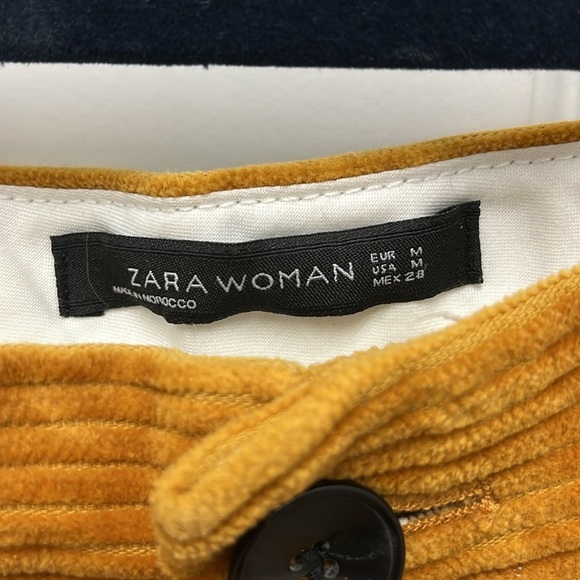 ZARA WOMAN
MADE IN MOROCCO
EUR M
USA M
MEX 28